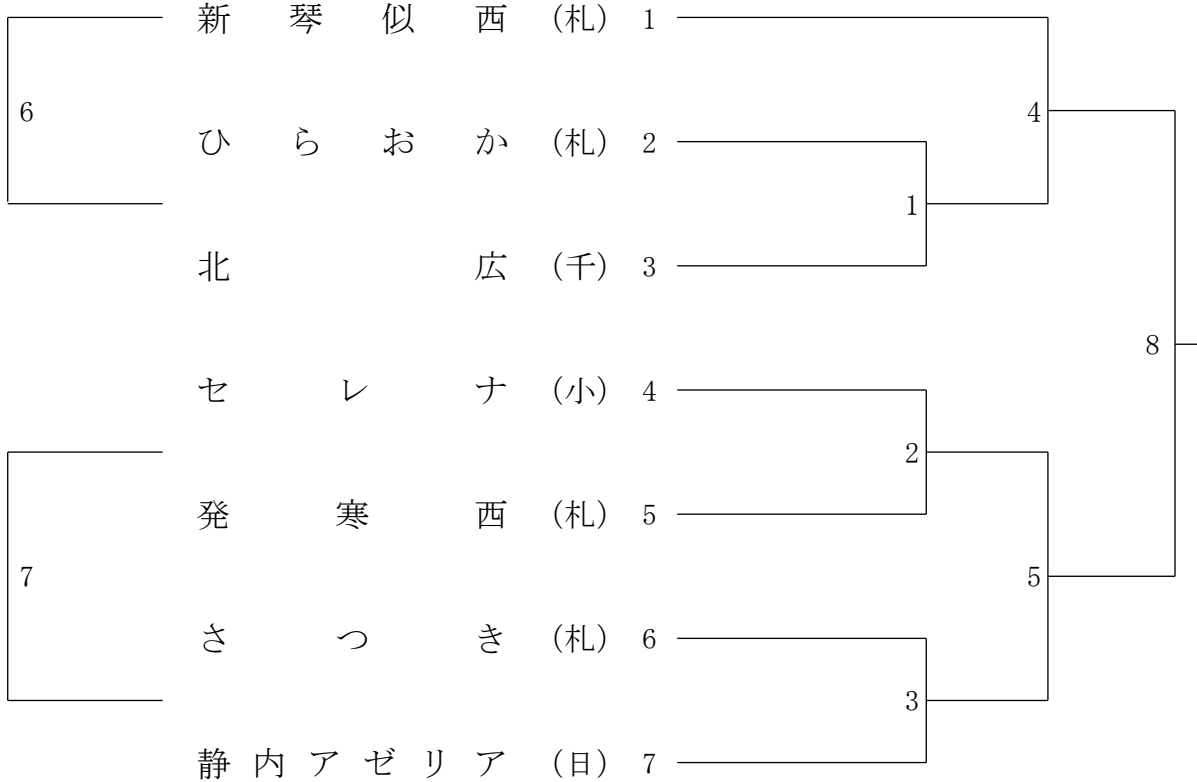 新琴似西 (札) 1
6
4
ひらおか (札) 2
1
北広 (千) 3
8
セレナ (小) 4
2
発寒西 (札) 5
7
5
さつき (札) 6
3
静内アゼリア (日) 7